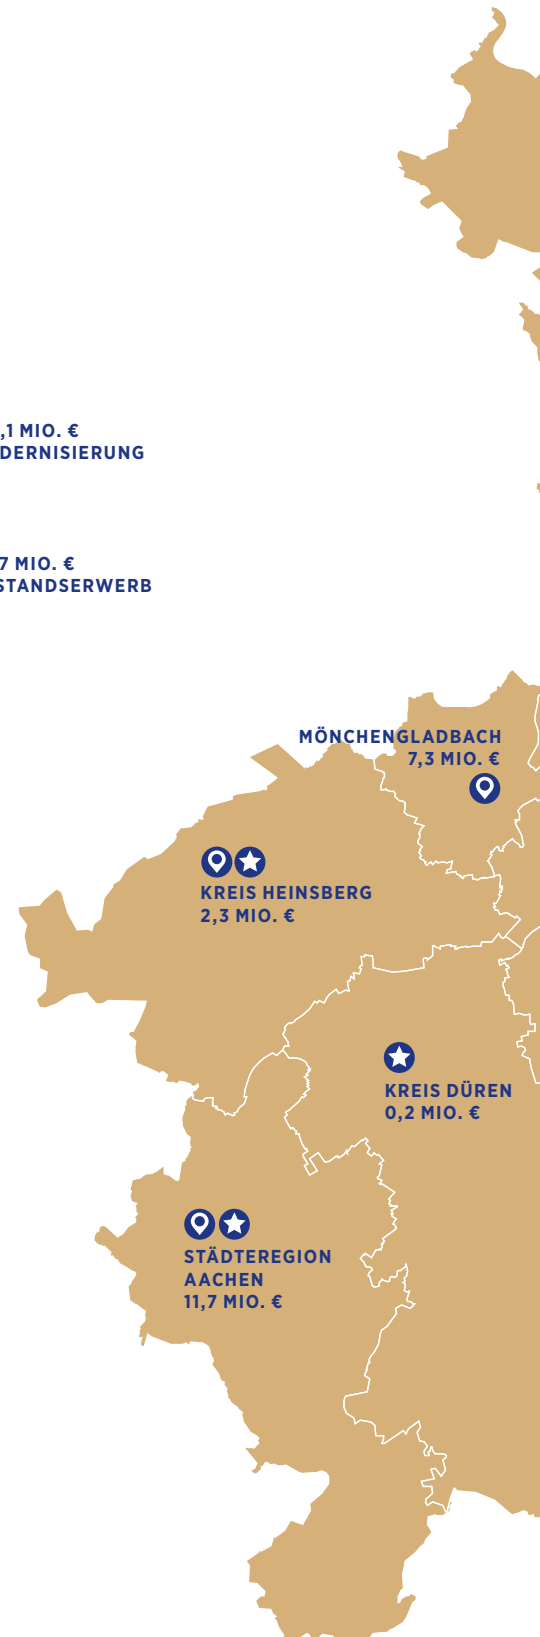 ,1 MIO. €
DERNISIERUNG
7 MIO. €
STANDSERWERB
MÖNCHENGLADBACH
7,3 MIO. €
KREIS HEINSBERG
2,3 MIO. €
KREIS DÜREN
0,2 MIO. €
STÄDTEREGION
AACHEN
11,7 MIO. €